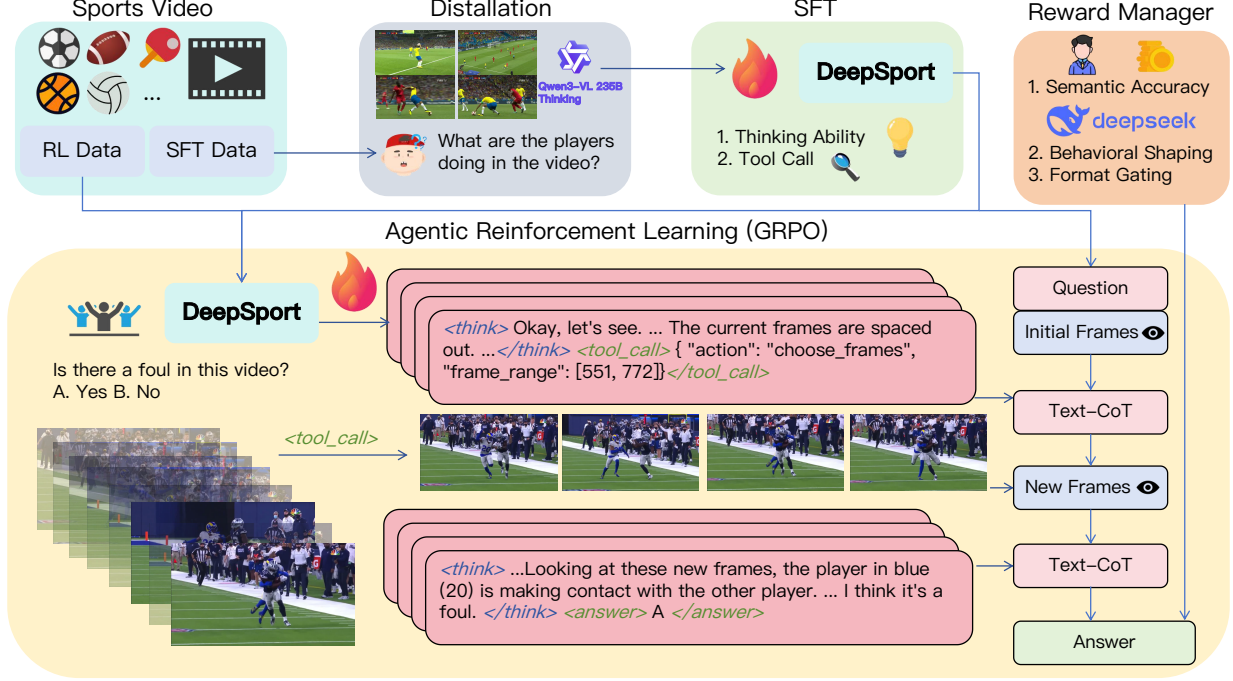 Sports Video
Distallation
SFT
Reward Manager
...
RL Data
SFT Data
Qwen3-VL 235B
Thinking
What are the players
doing in the video?
DeepSport
1. Thinking Ability
2. Tool Call
1. Semantic Accuracy
deepseek
2. Behavioral Shaping
3. Format Gating
Agentic Reinforcement Learning (GRPO)
DeepSport
Is there a foul in this video?
A. Yes B. No
<think> Okay, let's see. ... The current frames are spaced
out. ...</think> <tool_call> { "action": "choose_frames",
"frame_range": [551, 772]}</tool_call>
<tool_call>
<think> ...Looking at these new frames, the player in blue
(20) is making contact with the other player. ... I think it's a
foul. </think> <answer> A </answer>
Question
Initial Frames
Text-CoT
New Frames
Text-CoT
Answer